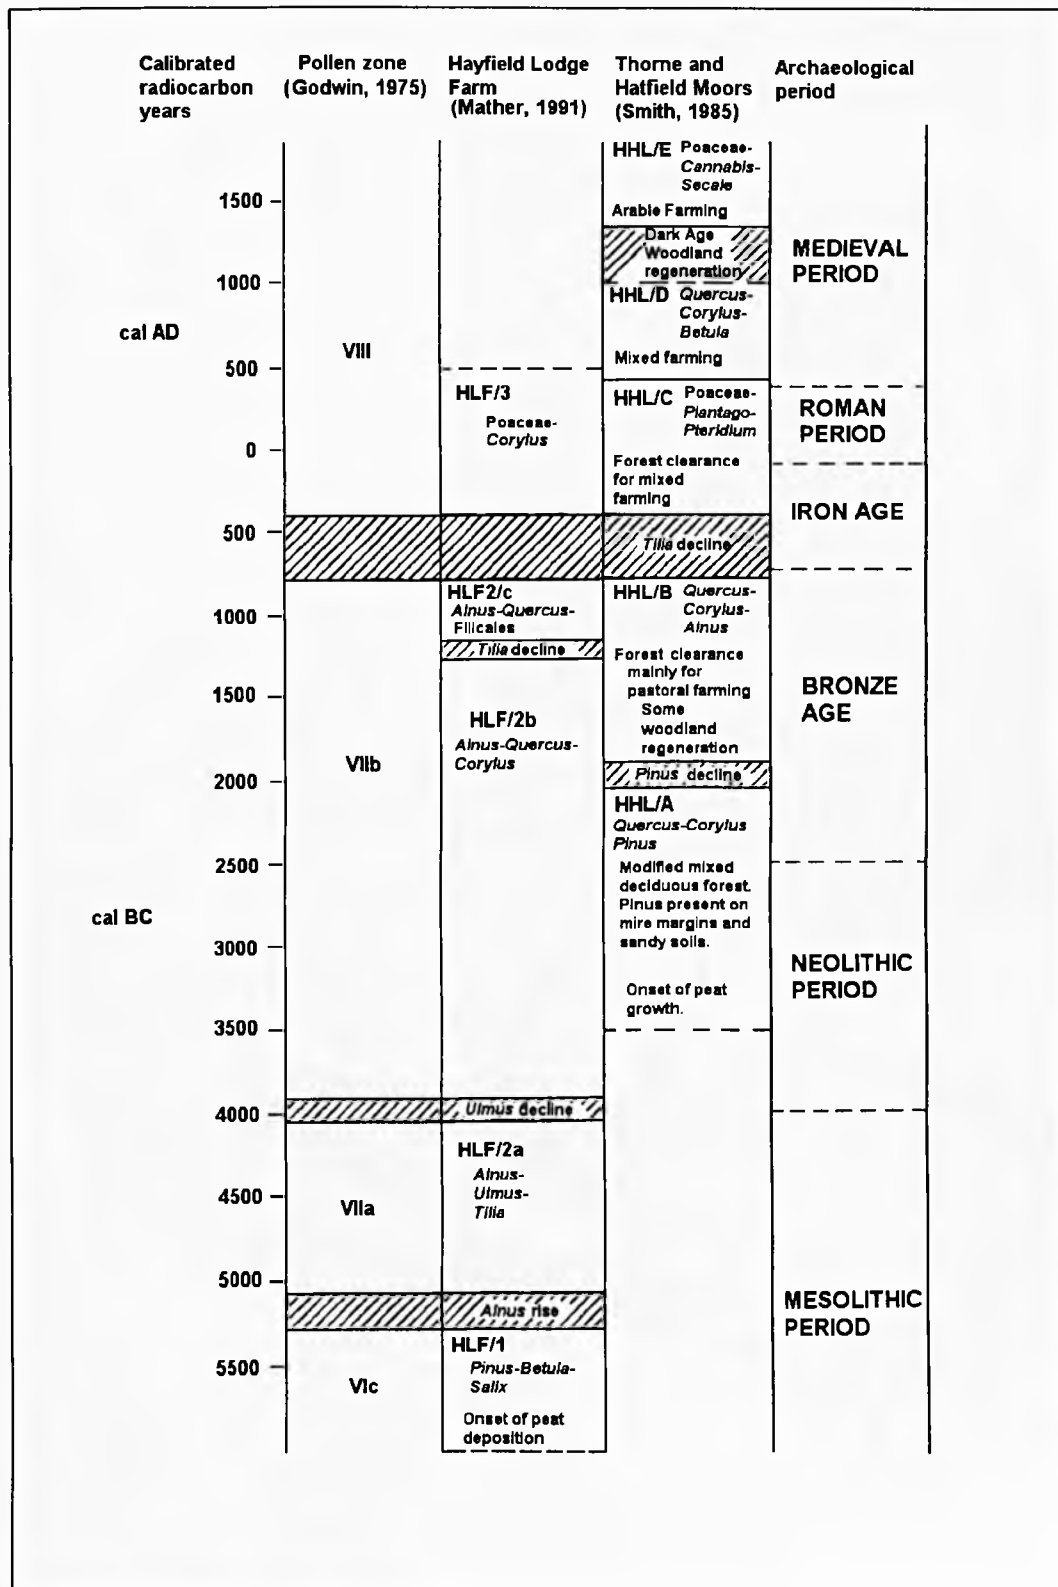 Calibrated
radiocarbon
years
Pollen zone
(Godwin, 1975)
Hayfield Lodge
Farm
(Mather, 1991)
Thorne and
Hatfield Moors
(Smith, 1985)
Archaeological
period
1500
1000
cal AD
500
0
500
1000
1500
2000
2500
cal BC
3000
3500
4000
4500
5000
5500
VIII
VIIb
VIIa
VIc
HLF/3
Poaceae-
Corylus
HLF2/c
Alnus-Quercus-
Filicales
Tilia decline
HLF/2b
Alnus-Quercus-
Corylus
Ulmus decline
HLF/2a
Alnus-
Ulmus-
Tilia
Alnus rise
HLF/1
Pinus-Betula-
Salix
Onset of peat
deposition
HHL/E Poaceae-
Cannabis-
Secale
Arable Farming
Dark Age
Woodland
regeneration
HHL/D Quercus-
Corylus-
Betula
Mixed farming
HHL/C Poaceae-
Plantago-
Pteridium
Forest clearance
for mixed
farming
Tilia decline
HHL/B Quercus-
Corylus-
Alnus
Forest clearance
mainly for
pastoral farming
Some
woodland
regeneration
Pinus decline
HHL/A
Quercus-Corylus
Pinus
Modified mixed
deciduous forest.
Pinus present on
mire margins and
sandy soils.
Onset of peat
growth.
MEDIEVAL
PERIOD
ROMAN
PERIOD
IRON AGE
BRONZE
AGE
NEOLITHIC
PERIOD
MESOLITHIC
PERIOD